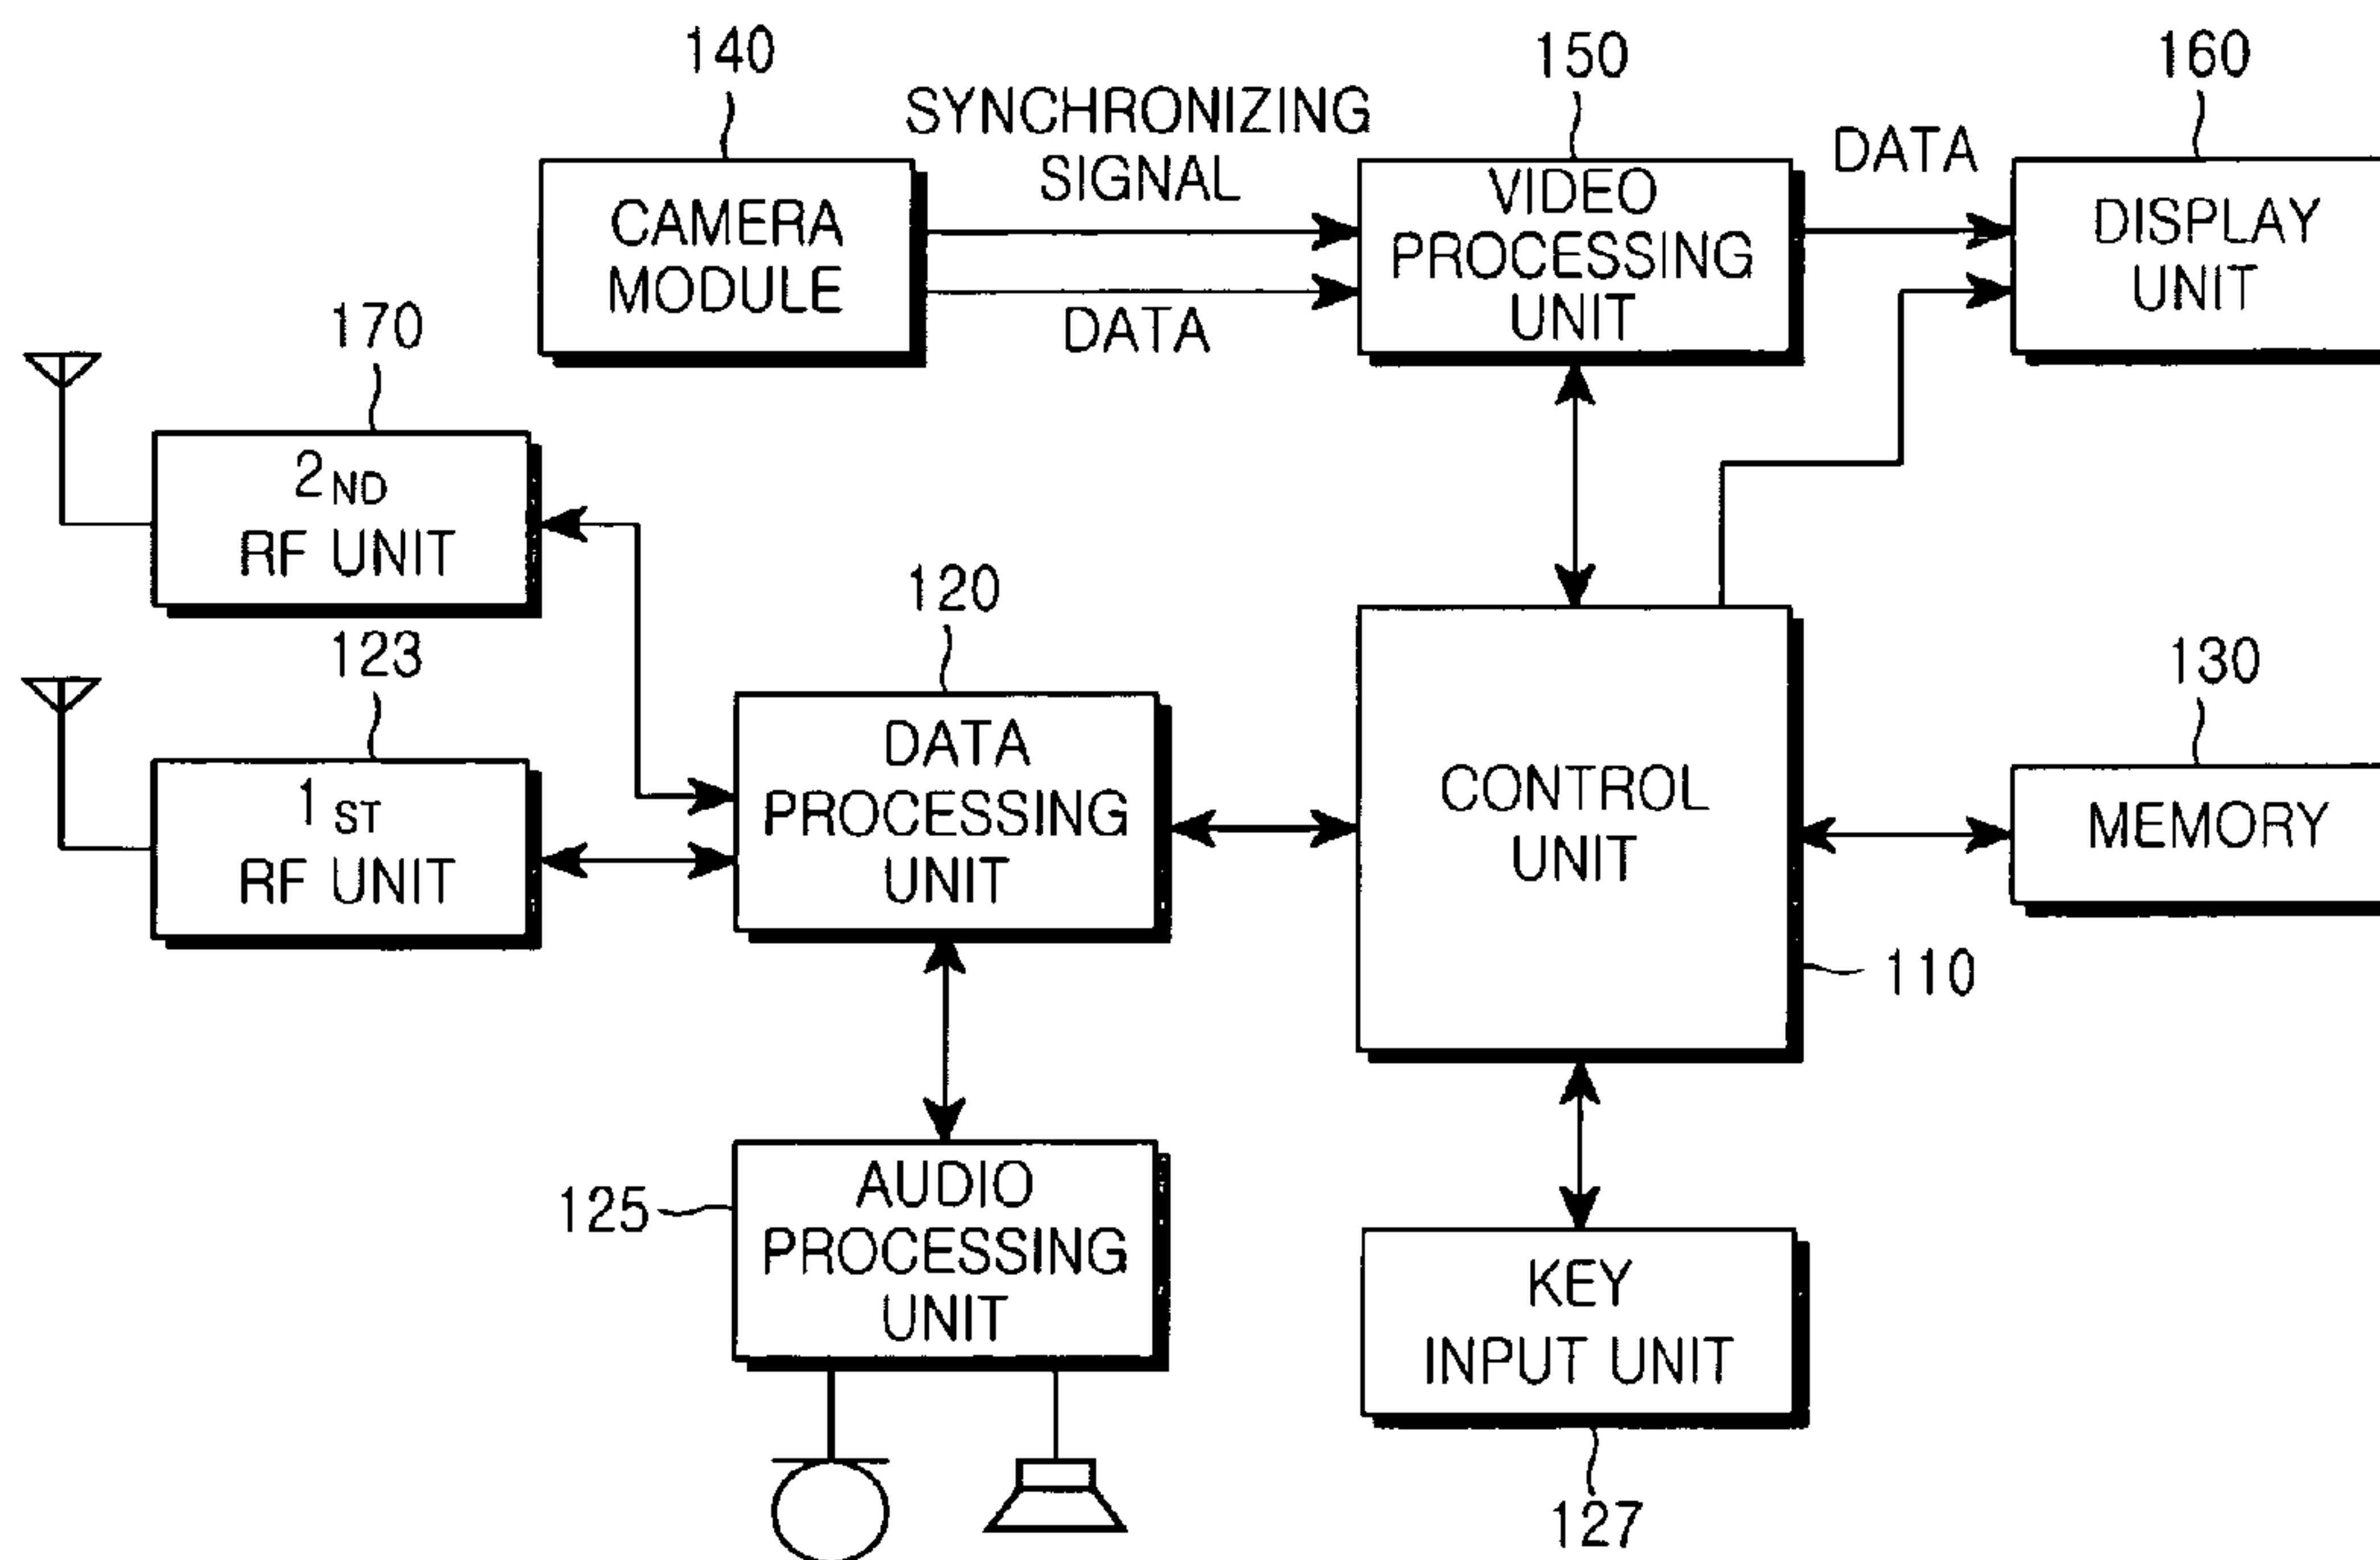 140
SYNCHRONIZING
SIGNAL
150
DATA
160
CAMERA
MODULE
DATA
VIDEO
PROCESSING
UNIT
DISPLAY
UNIT
170
2ND
RF UNIT
123
1ST
RF UNIT
120
DATA
PROCESSING
UNIT
CONTROL
UNIT
130
MEMORY
110
125
AUDIO
PROCESSING
UNIT
KEY
INPUT UNIT
127